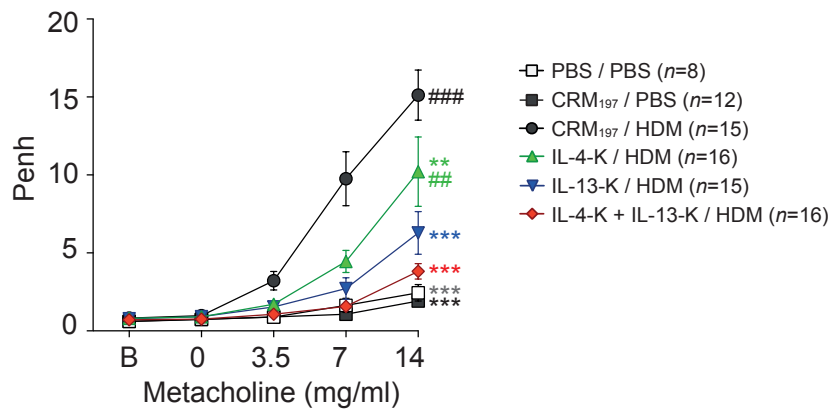 20
15
10
5
0
Penh
B 0 3.5 7 14
Metacholine (mg/ml)
###
**
##
***
***
***
***
PBS / PBS (n=8)
CRM₁₉₇ / PBS (n=12)
CRM₁₉₇ / HDM (n=15)
IL-4-K / HDM (n=16)
IL-13-K / HDM (n=15)
IL-4-K + IL-13-K / HDM (n=16)